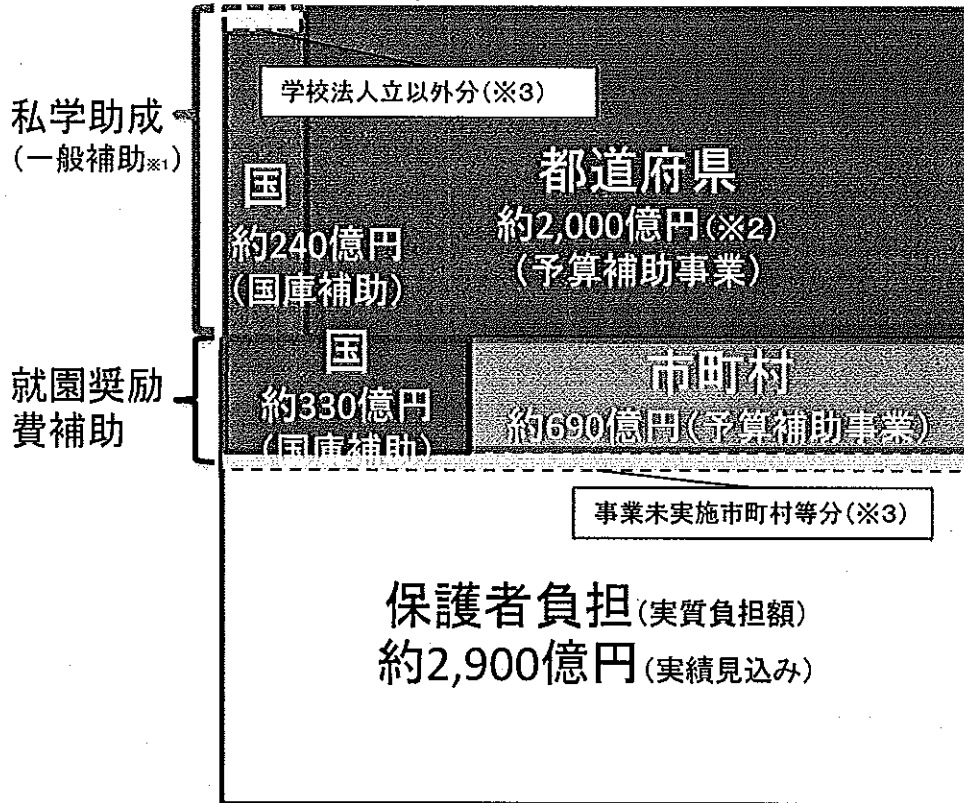 学校法人立以外分(※3)
私学助成
(一般補助※1)
国
約240億円
(国庫補助)
都道府県
約2,000億円(※2)
(予算補助事業)
就園奨励
費補助
国
約330億円
(国庫補助)
市町村
約690億円(予算補助事業)
事業未実施市町村等分(※3)
保護者負担(実質負担額)
約2,900億円(実績見込み)